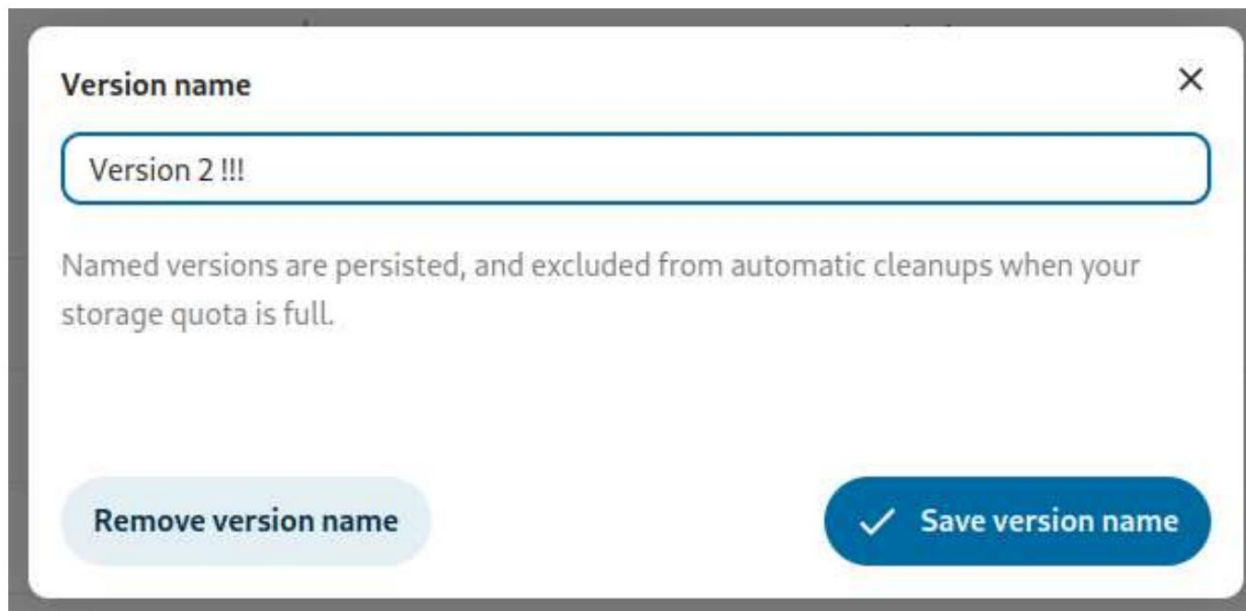 Version name
Version 2 !!!
Named versions are persisted, and excluded from automatic cleanups when your
storage quota is full.
Remove version name
Save version name